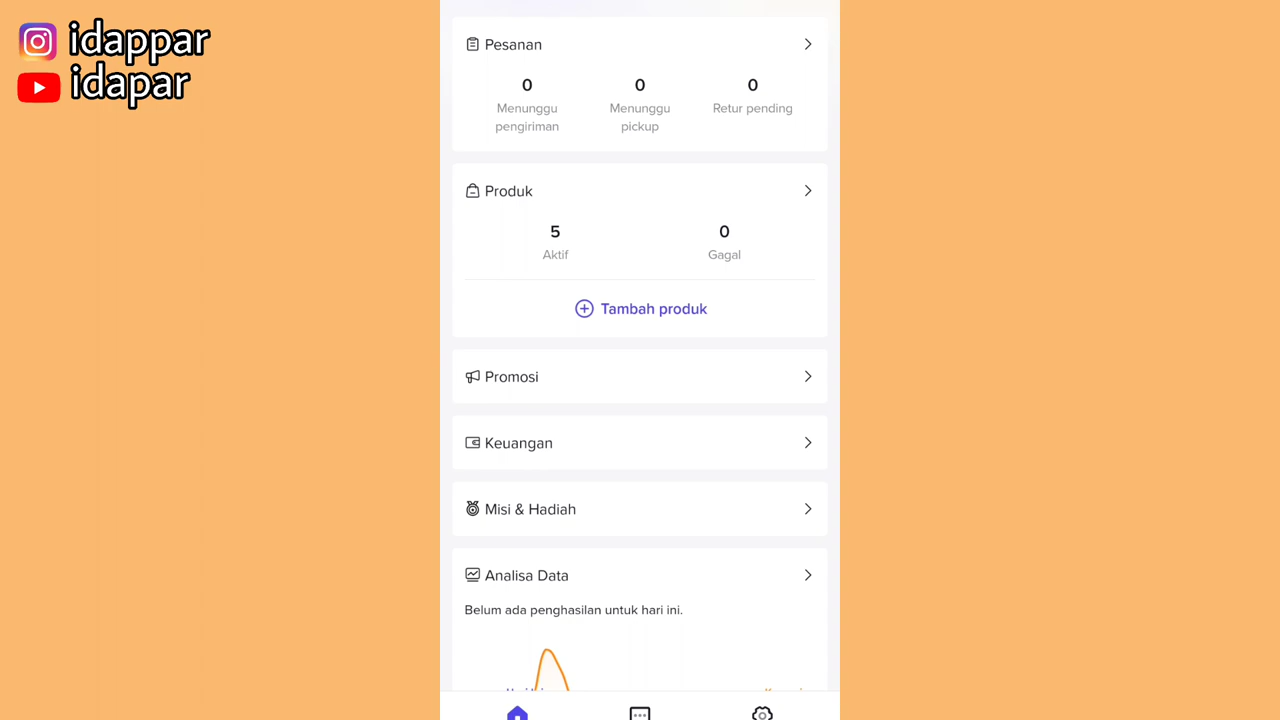 idappar
idapar
Pesanan
0 0 0
Menunggu pengiriman
Menunggu pickup
Retur pending
Produk
5 0
Aktif Gagal
Tambah produk
Promosi
Keuangan
Misi & Hadiah
Analisa Data
Belum ada penghasilan untuk hari ini.